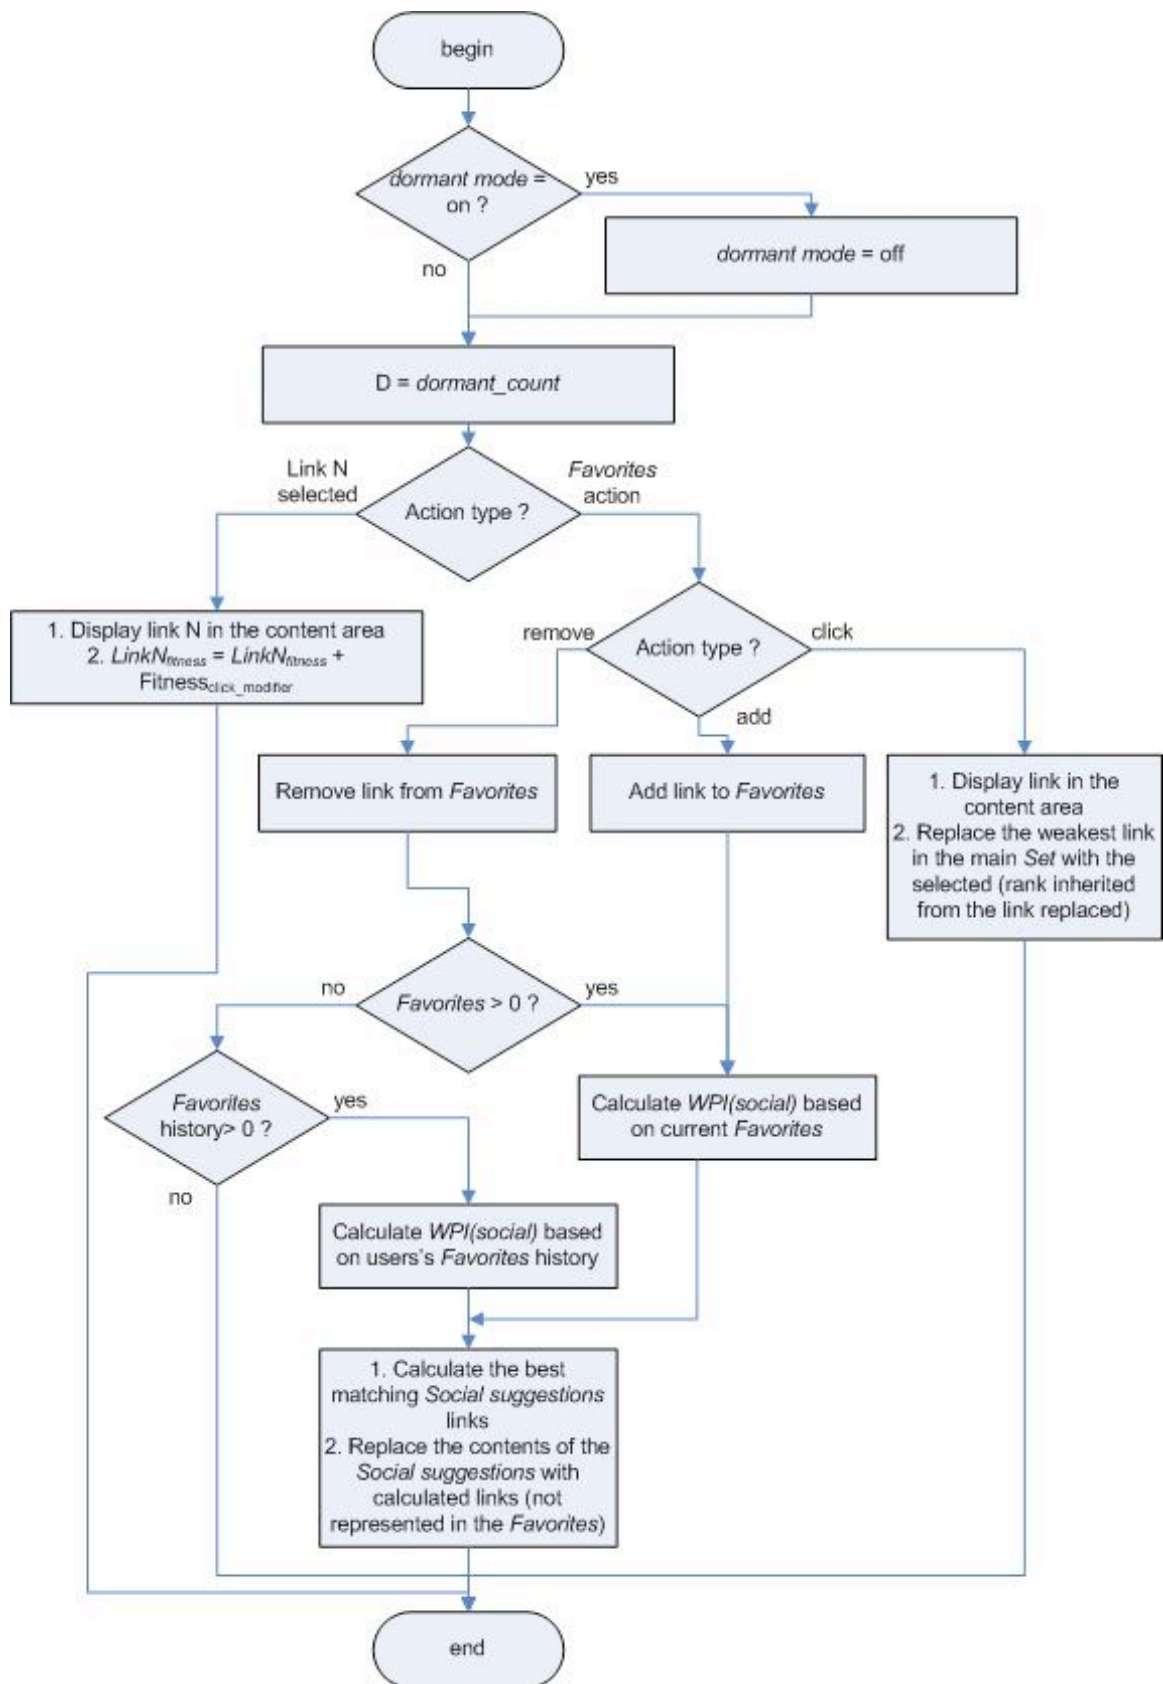 begin
dormant mode =
on ?
yes
no
dormant mode = off
D = dormant_count
Link N
selected
Favorites
action
Action type ?
1. Display link N in the content area
2. LinkNfitness = LinkNfitness +
Fitnessclick_modifier
remove
Action type ?
click
add
Remove link from Favorites
Add link to Favorites
1. Display link in the
content area
2. Replace the weakest link
in the main Set with the
selected (rank inherited
from the link replaced)
no
Favorites > 0 ?
yes
Favorites
history> 0 ?
yes
no
Calculate WPI(social) based
on current Favorites
Calculate WPI(social) based
on users's Favorites history
1. Calculate the best
matching Social suggestions
links
2. Replace the contents of the
Social suggestions with
calculated links (not
represented in the Favorites)
end